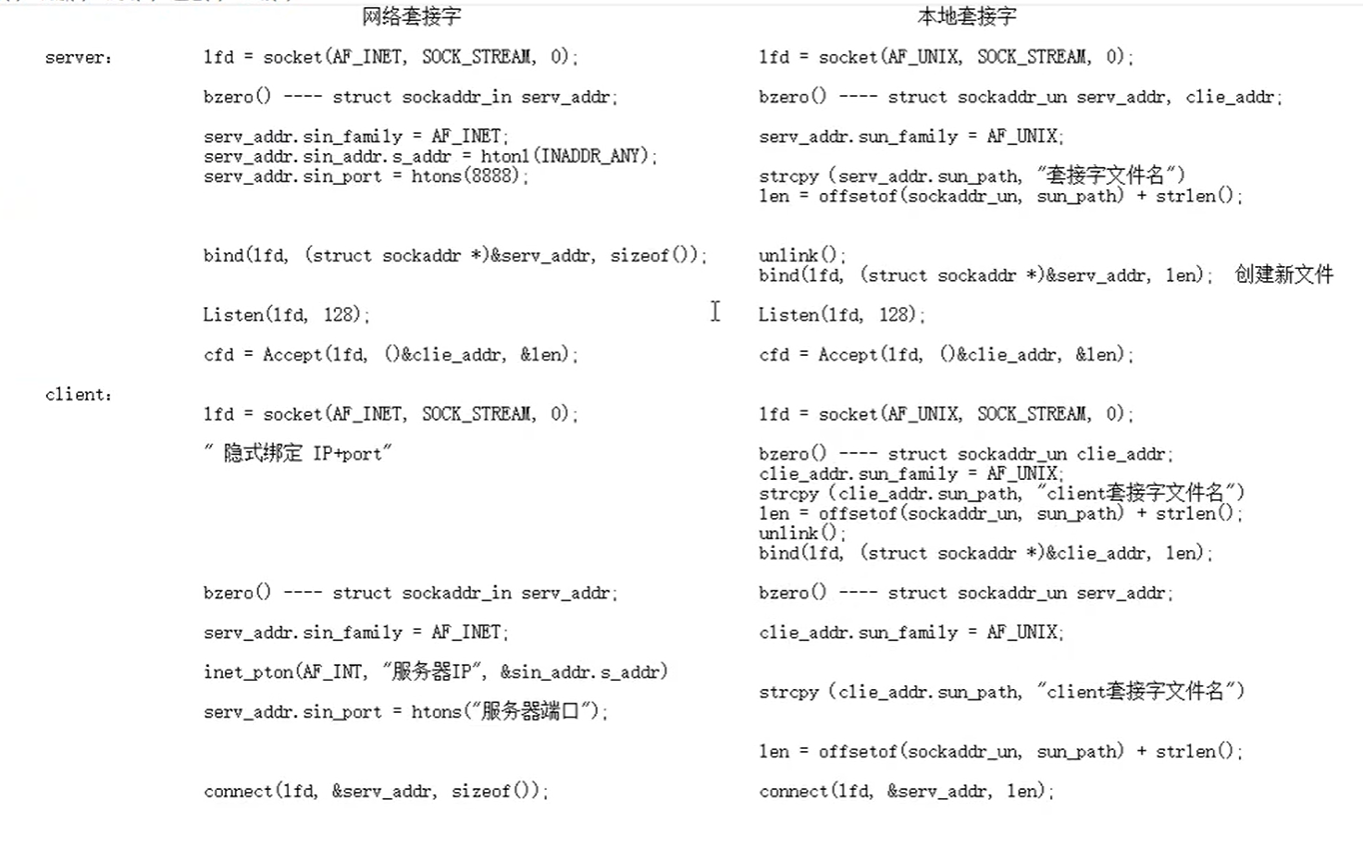 网络套接字 本地套接字
server: lfd = socket(AF_INET, SOCK_STREAM, 0); lfd = socket(AF_UNIX, SOCK_STREAM, 0);
bzero() ---- struct sockaddr_in serv_addr; bzero() ---- struct sockaddr_un serv_addr, clie_addr;
serv_addr.sin_family = AF_INET; serv_addr.sun_family = AF_UNIX;
serv_addr.sin_addr.s_addr = htonl(INADDR_ANY);
serv_addr.sin_port = htons(8888); strcpy (serv_addr.sun_path, "套接字文件名")
len = offsetof(sockaddr_un, sun_path) + strlen();
bind(lfd, (struct sockaddr *)&serv_addr, sizeof()); unlink();
bind(lfd, (struct sockaddr *)&serv_addr, len); 创建新文件
Listen(lfd, 128); Listen(lfd, 128);
cfd = Accept(lfd, ()&clie_addr, &len); cfd = Accept(lfd, ()&clie_addr, &len);
client:
lfd = socket(AF_INET, SOCK_STREAM, 0); lfd = socket(AF_UNIX, SOCK_STREAM, 0);
" 隐式绑定 IP+port" bzero() ---- struct sockaddr_un clie_addr;
clie_addr.sun_family = AF_UNIX;
strcpy (clie_addr.sun_path, "client套接字文件名")
len = offsetof(sockaddr_un, sun_path) + strlen();
unlink();
bind(lfd, (struct sockaddr *)&clie_addr, len);
bzero() ---- struct sockaddr_in serv_addr; bzero() ---- struct sockaddr_un serv_addr;
serv_addr.sin_family = AF_INET; clie_addr.sun_family = AF_UNIX;
inet_pton(AF_INT, "服务器IP", &sin_addr.s_addr)
strcpy (clie_addr.sun_path, "client套接字文件名")
serv_addr.sin_port = htons("服务器端口");
len = offsetof(sockaddr_un, sun_path) + strlen();
connect(lfd, &serv_addr, sizeof()); connect(lfd, &serv_addr, len);